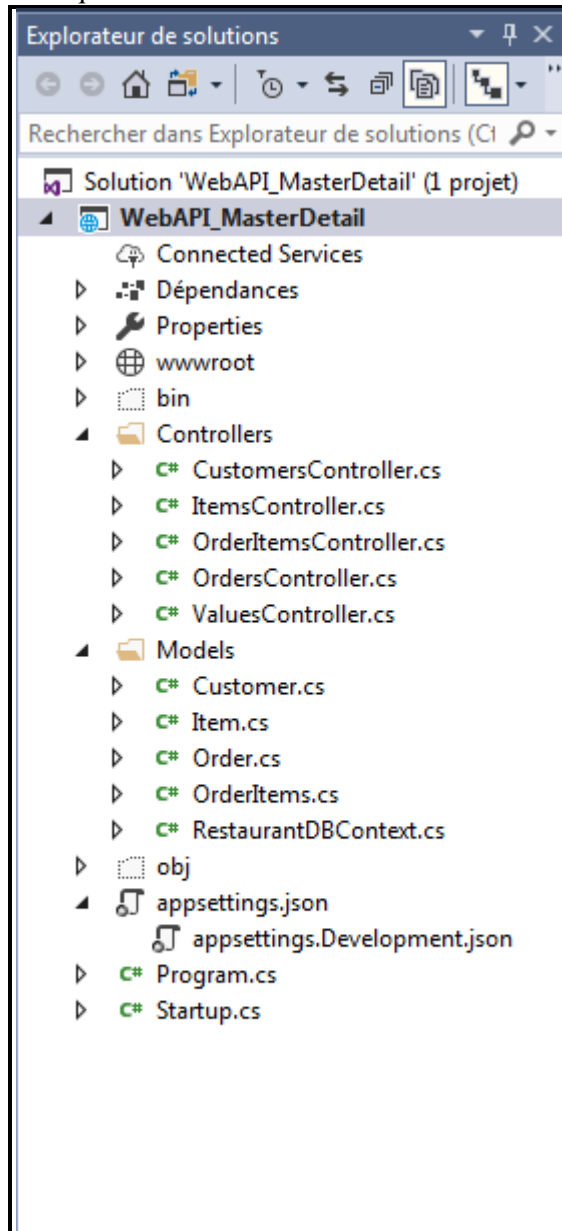 Explorateur de solutions
Rechercher dans Explorateur de solutions (Ct
Solution 'WebAPI_MasterDetail' (1 projet)
WebAPI_MasterDetail
Connected Services
Dépendances
Properties
wwwroot
bin
Controllers
C# CustomersController.cs
C# ItemsController.cs
C# OrderItemsController.cs
C# OrdersController.cs
C# ValuesController.cs
Models
C# Customer.cs
C# Item.cs
C# Order.cs
C# OrderItems.cs
C# RestaurantDBContext.cs
obj
appsettings.json
appsettings.Development.json
C# Program.cs
C# Startup.cs